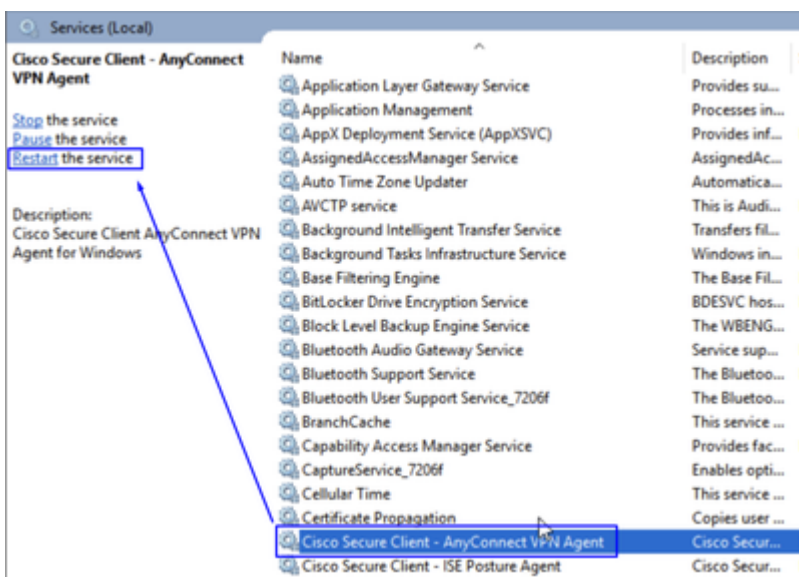 Services (Local)
Cisco Secure Client - AnyConnect
VPN Agent
Stop the service
Pause the service
Restart the service
Description:
Cisco Secure Client AnyConnect VPN
Agent for Windows
Name Description
Application Layer Gateway Service Provides su...
Application Management Processes in...
AppX Deployment Service (AppXSVC) Provides inf...
AssignedAccessManager Service AssignedAc...
Auto Time Zone Updater Automatica...
AVCTP service This is Audi...
Background Intelligent Transfer Service Transfers fil...
Background Tasks Infrastructure Service Windows in...
Base Filtering Engine The Base Fil...
BitLocker Drive Encryption Service BDESVC hos...
Block Level Backup Engine Service The WBENG...
Bluetooth Audio Gateway Service Service sup...
Bluetooth Support Service The Bluetoo...
Bluetooth User Support Service_7206f The Bluetoo...
BranchCache This service ...
Capability Access Manager Service Provides fac...
CaptureService_7206f Enables opti...
Cellular Time This service ...
Certificate Propagation Copies user ...
Cisco Secure Client - AnyConnect VPN Agent Cisco Secur...
Cisco Secure Client - ISE Posture Agent Cisco Secur...